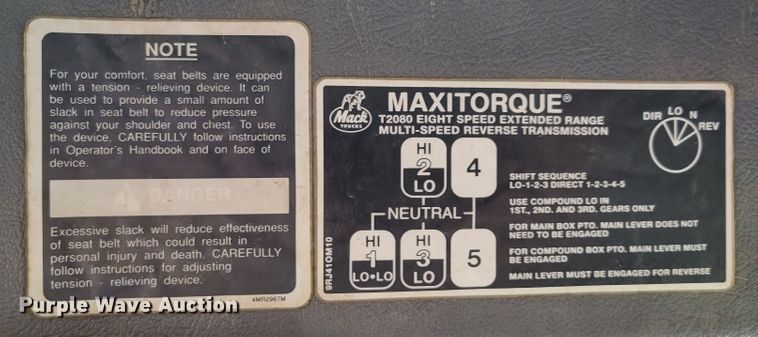 NOTE
For your comfort, seat belts are equipped
with a tension - relieving device. It can
be used to provide a small amount of
slack in seat belt to reduce pressure
against your shoulder and chest. To use
the device, CAREFULLY follow instructions
in Operator's Handbook and on face of
device.
DANGER
Excessive slack will reduce effectiveness
of seat belt which could result in
personal injury and death. CAREFULLY
follow instructions for adjusting
tension - relieving device.
4MR2967M
Mack
TRUCKS
MAXITORQUE®
T2080 EIGHT SPEED EXTENDED RANGE
MULTI-SPEED REVERSE TRANSMISSION
DIR LO N
REV
HI
2
LO
4
NEUTRAL
HI
1
LO•LO
HI
3
LO
5
SHIFT SEQUENCE
LO-1-2-3 DIRECT 1-2-3-4-5
USE COMPOUND LO IN
1ST., 2ND. AND 3RD. GEARS ONLY
FOR MAIN BOX PTO. MAIN LEVER DOES NOT
NEED TO BE ENGAGED
FOR COMPOUND BOX PTO. MAIN LEVER MUST
BE ENGAGED
MAIN LEVER MUST BE ENGAGED FOR REVERSE
9RJ410M10
Purple Wave Auction